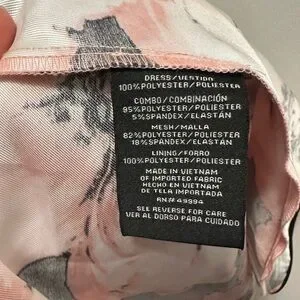 DRESS/VESTIDO
100%POLYESTER/POLIESTER
COMBO/COMBINACIÓN
95%POLYESTER/POLIESTER
5%SPANDEX/ELASTÁN
MESH/MALLA
82%POLYESTER/POLIESTER
18%SPANDEX/ELASTÁN
LINING/FORRO
100%POLYESTER/POLIESTER
MADE IN VIETNAM
OF IMPORTED FABRIC
HECHO EN VIETNAM
DE TELA IMPORTADA
RN# 49994
SEE REVERSE FOR CARE
VER AL DORSO PARA CUIDADO